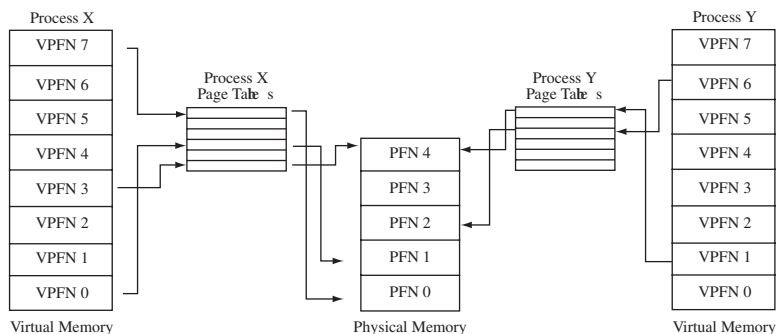 Process X
VPFN 7
VPFN 6
VPFN 5
VPFN 4
VPFN 3
VPFN 2
VPFN 1
VPFN 0
Virtual Memory
Process X
Page Tables
PFN 4
PFN 3
PFN 2
PFN 1
PFN 0
Physical Memory
Process Y
Page Tables
Process Y
VPFN 7
VPFN 6
VPFN 5
VPFN 4
VPFN 3
VPFN 2
VPFN 1
VPFN 0
Virtual Memory